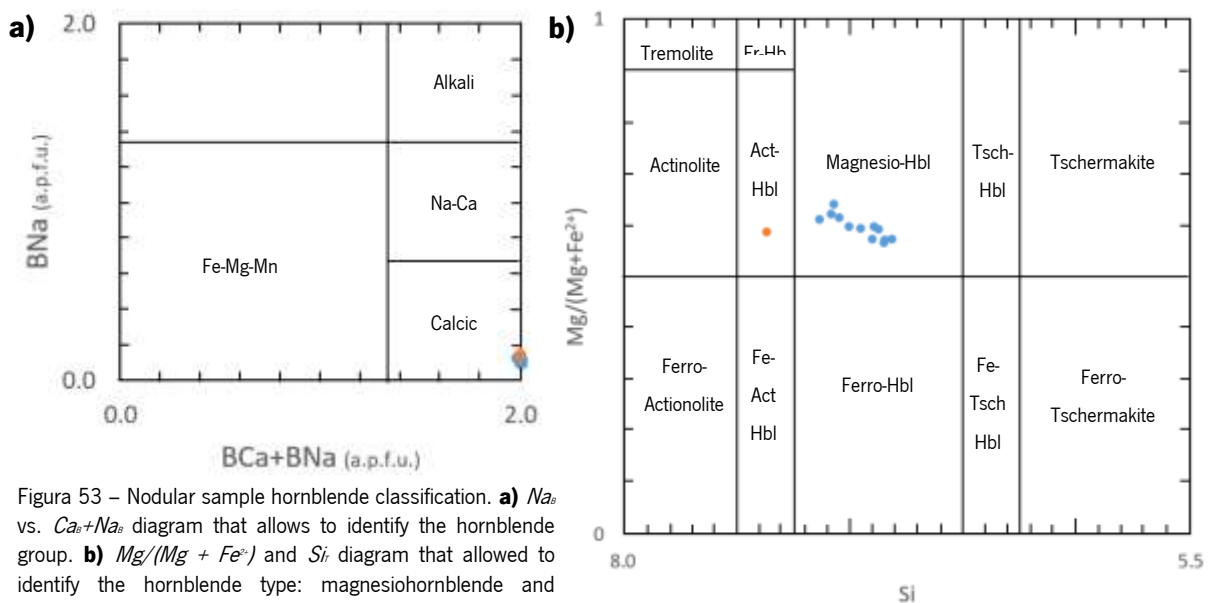 a)
2.0
Alkali
Na-Ca
Fe-Mg-Mn
Calcic
BNa (a.p.f.u.)
0.0
0.0
2.0
BCa+BNa (a.p.f.u.)
Figura 53 – Nodular sample hornblende classification. a) Na
vs. Ca+Na diagram that allows to identify the hornblende
group. b) Mg/(Mg + Fe²⁺) and Si diagram that allowed to
identify the hornblende type: magnesiohornblende and
b)
1
Tremolite
Actinolite
Act-
Hbl
Magnesio-Hbl
Tsch-
Hbl
Tschermakite
Mg/(Mg+Fe²⁺)
Ferro-
Actionolite
Fe-
Act
Hbl
Ferro-Hbl
Fe-
Tsch
Hbl
Ferro-
Tschermakite
0
8.0
5.5
Si